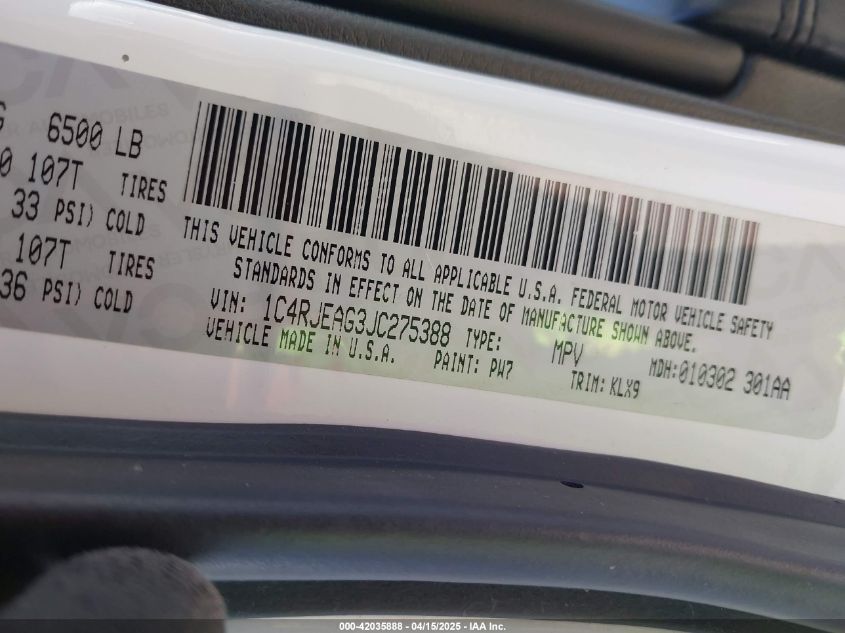 G 6500 LB
0 107T TIRES
33 PSI) COLD
107T TIRES
36 PSI) COLD
THIS VEHICLE CONFORMS TO ALL APPLICABLE U.S.A. FEDERAL MOTOR VEHICLE SAFETY
STANDARDS IN EFFECT ON THE DATE OF MANUFACTURE SHOWN ABOVE.
VIN: 1C4RJEAG3JC275388 TYPE: MPV MDH:010302 301AA
VEHICLE MADE IN U.S.A. PAINT: PW7 TRIM: KLX9
000-42035888 - 04/15/2025 - IAA Inc.